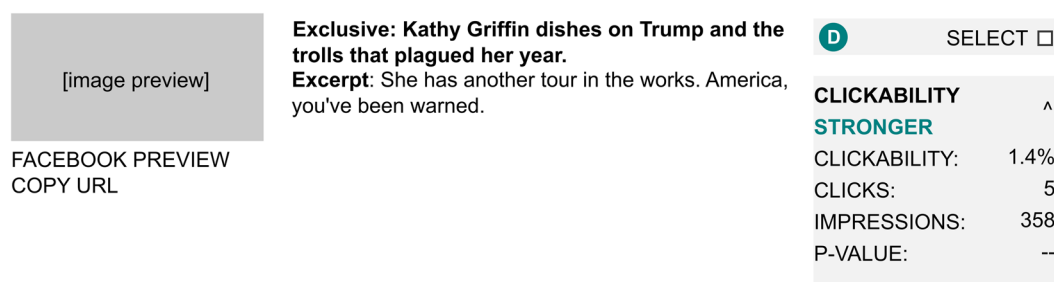 [image preview]
FACEBOOK PREVIEW
COPY URL
Exclusive: Kathy Griffin dishes on Trump and the
trolls that plagued her year.
Excerpt: She has another tour in the works. America,
you've been warned.
D SELECT
CLICKABILITY ^
STRONGER
CLICKABILITY: 1.4%
CLICKS: 5
IMPRESSIONS: 358
P-VALUE: --